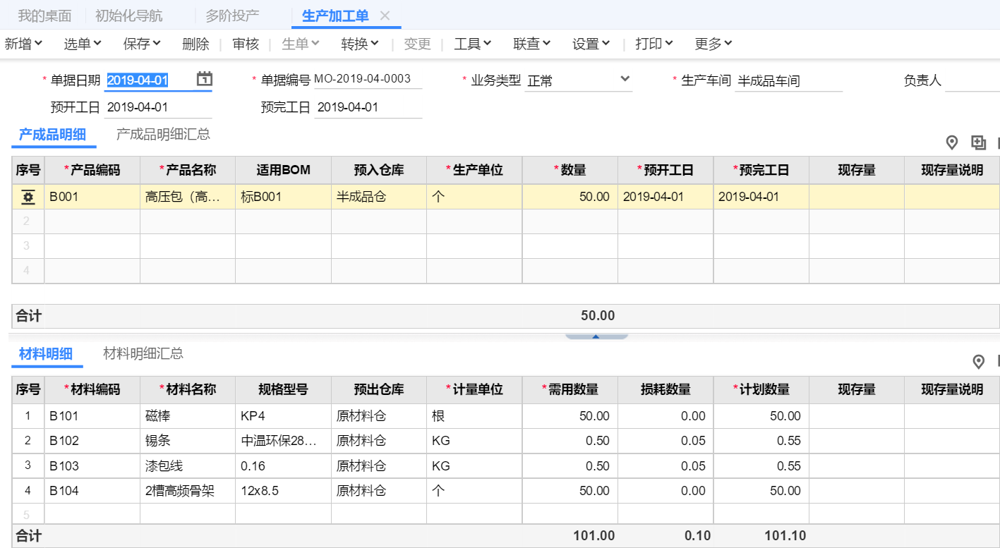 我的桌面 初始化导航 多阶投产 生产加工单
新增 选单 保存 删除 审核 生单 转换 变更 工具 联查 设置 打印 更多
* 单据日期 2019-04-01 * 单据编号 MO-2019-04-0003 * 业务类型 正常 * 生产车间 半成品车间 负责人
预开工日 2019-04-01 预完工日 2019-04-01
产成品明细 产成品明细汇总
序号 *产品编码 *产品名称 适用BOM 预入仓库 *生产单位 *数量 *预开工日 *预完工日 现存量 现存量说明
B001 高压包（高... 标B001 半成品仓 个 50.00 2019-04-01 2019-04-01
2
3
4
合计 50.00
材料明细 材料明细汇总
序号 *材料编码 *材料名称 规格型号 预出仓库 *计量单位 *需用数量 损耗数量 *计划数量 现存量 现存量说明
1 B101 磁棒 KP4 原材料仓 根 50.00 0.00 50.00
2 B102 锡条 中温环保28... 原材料仓 KG 0.50 0.05 0.55
3 B103 漆包线 0.16 原材料仓 KG 0.50 0.05 0.55
4 B104 2槽高频骨架 12x8.5 原材料仓 个 50.00 0.00 50.00
5
合计 101.00 0.10 101.10